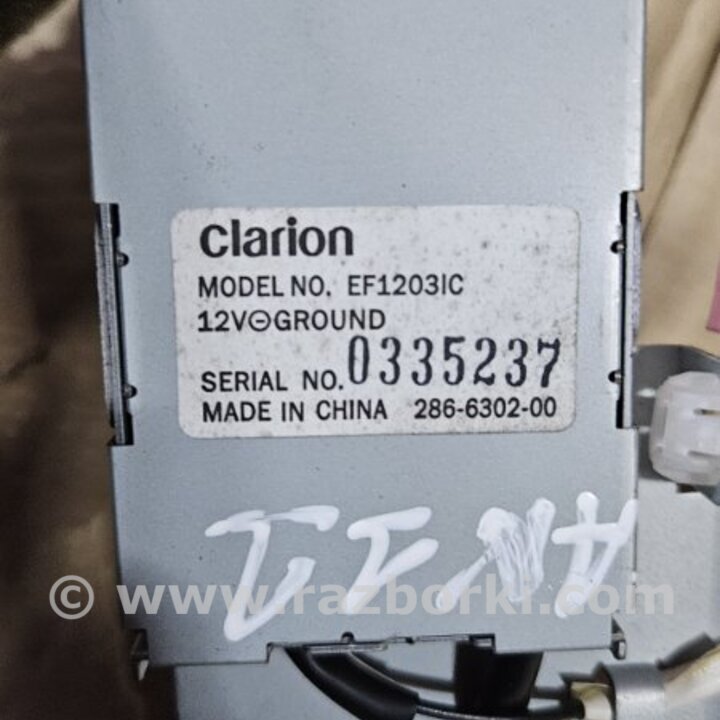 clarion
MODEL NO. EF1203IC
12V⊖GROUND
SERIAL NO. 0335237
MADE IN CHINA 286-6302-00
© www.razborki.com